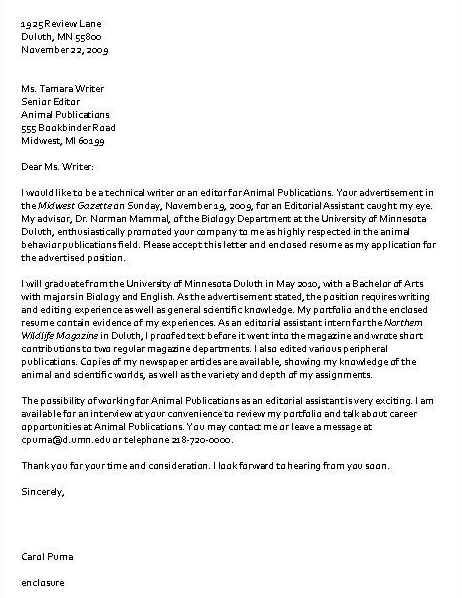 1925 Review Lane
Duluth, MN 55800
November 22, 2009
Ms. Tamara Writer
Senior Editor
Animal Publications
555 Bookbinder Road
Midwest, MI 60199
Dear Ms. Writer:
I would like to be a technical writer or an editor for Animal Publications. Your advertisement in
the Midwest Gazette on Sunday, November 19, 2009, for an Editorial Assistant caught my eye.
My advisor, Dr. Norman Mammal, of the Biology Department at the University of Minnesota
Duluth, enthusiastically promoted your company to me as highly respected in the animal
behavior publications field. Please accept this letter and enclosed resume as my application for
the advertised position.
I will graduate from the University of Minnesota Duluth in May 2010, with a Bachelor of Arts
with majors in Biology and English. As the advertisement stated, the position requires writing
and editing experience as well as general scientific knowledge. My portfolio and the enclosed
resume contain evidence of my experiences. As an editorial assistant intern for the Northern
Wildlife Magazine in Duluth, I proofed text before it went into the magazine and wrote short
contributions to two regular magazine departments. I also edited various peripheral
publications. Copies of my newspaper articles are available, showing my knowledge of the
animal and scientific worlds, as well as the variety and depth of my assignments.
The possibility of working for Animal Publications as an editorial assistant is very exciting. I am
available for an interview at your convenience to review my portfolio and talk about career
opportunities at Animal Publications. You may contact me or leave a message at
cpuma@d.umn.edu or telephone 218-720-0000.
Thank you for your time and consideration. I look forward to hearing from you soon.
Sincerely,
Carol Puma
enclosure